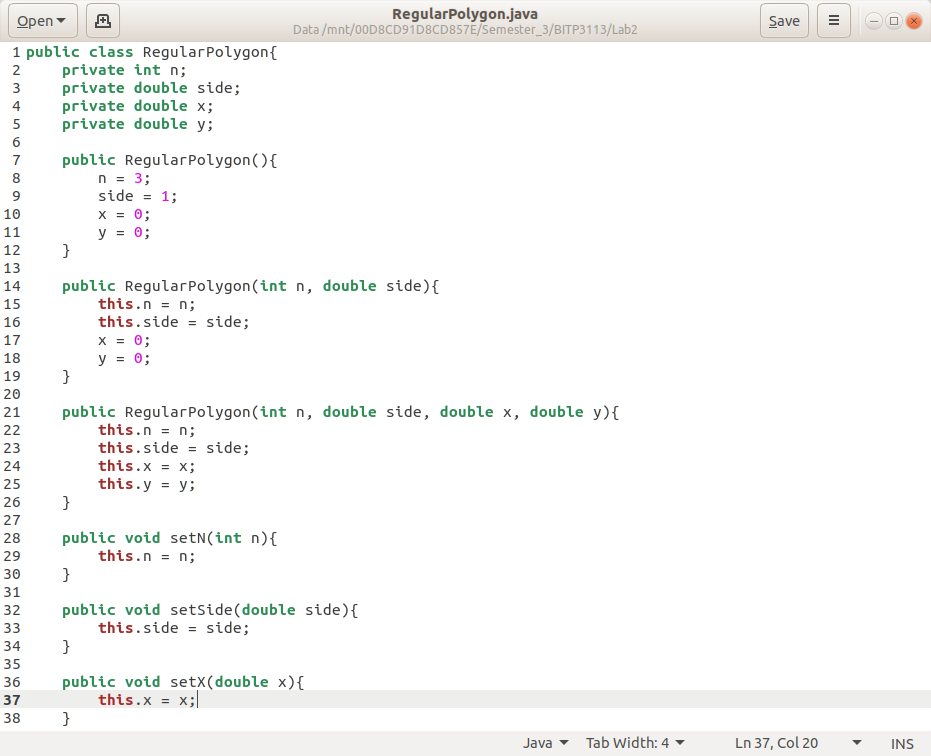 Open
RegularPolygon.java
Data /mnt/00D8CD91D8CD857E/Semester_3/BITP3113/Lab2
Save
1 public class RegularPolygon{
2     private int n;
3     private double side;
4     private double x;
5     private double y;
6
7     public RegularPolygon(){
8         n = 3;
9         side = 1;
10         x = 0;
11         y = 0;
12     }
13
14     public RegularPolygon(int n, double side){
15         this.n = n;
16         this.side = side;
17         x = 0;
18         y = 0;
19     }
20
21     public RegularPolygon(int n, double side, double x, double y){
22         this.n = n;
23         this.side = side;
24         this.x = x;
25         this.y = y;
26     }
27
28     public void setN(int n){
29         this.n = n;
30     }
31
32     public void setSide(double side){
33         this.side = side;
34     }
35
36     public void setX(double x){
37         this.x = x;
38     }
Java Tab Width: 4 Ln 37, Col 20 INS